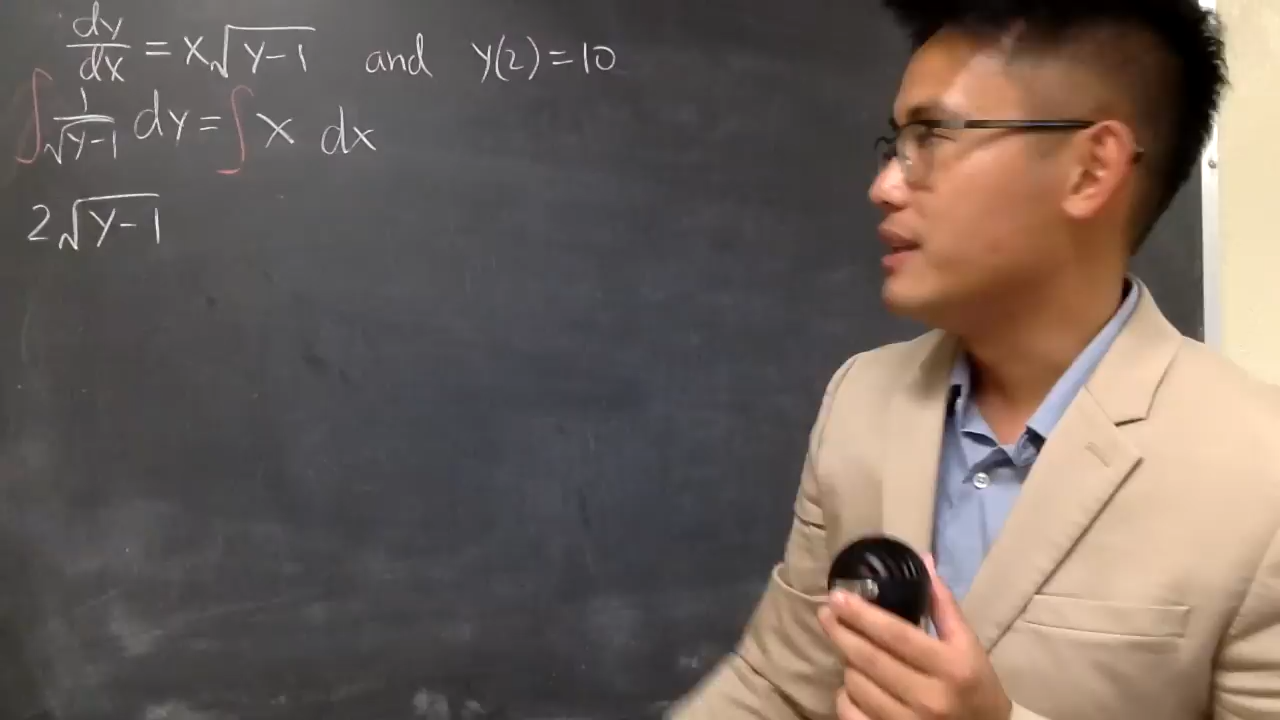 dy/dx = x√(y-1) and y(2)=10
∫ 1/√(y-1) dy = ∫ x dx
2√(y-1)